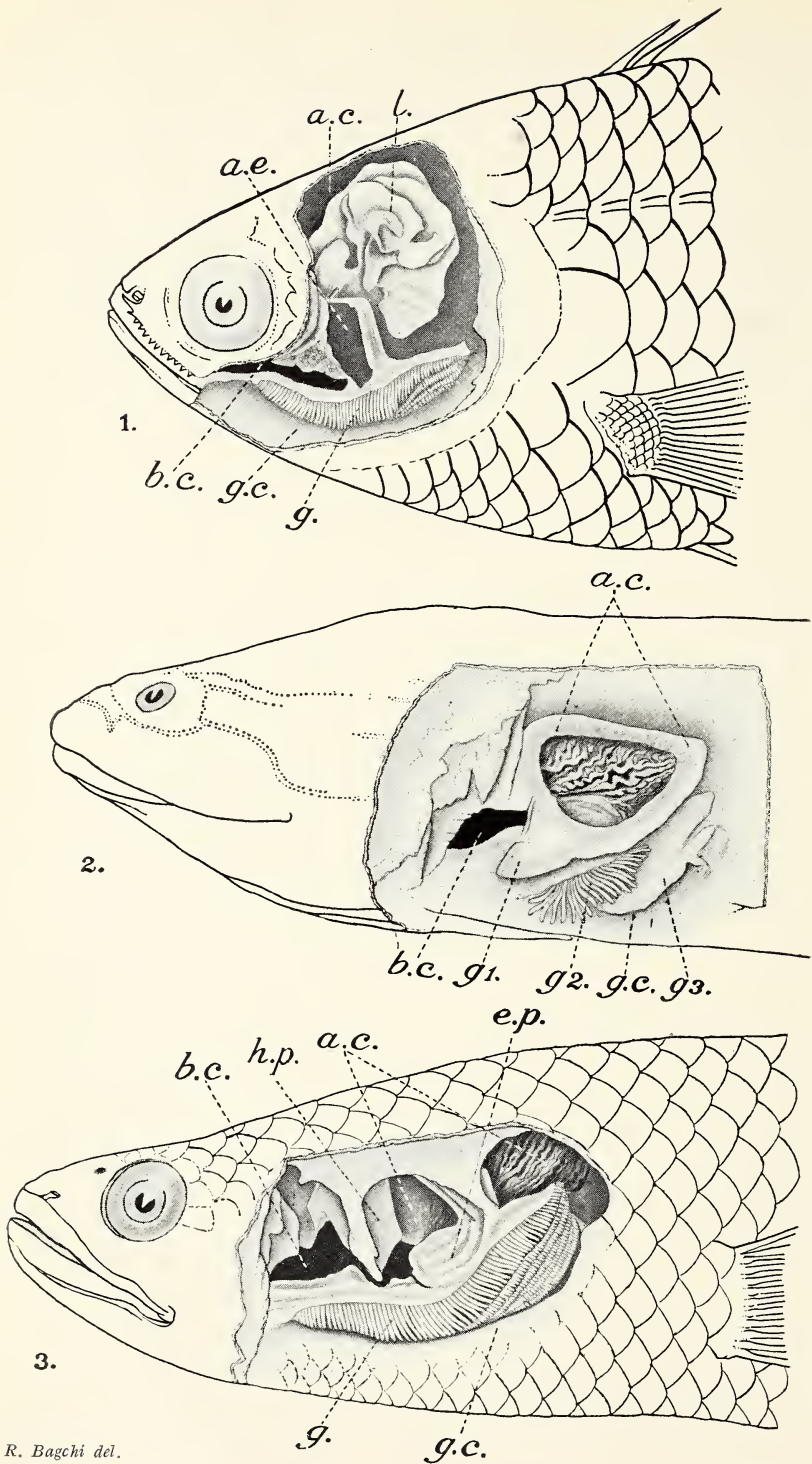 a.c. l.
a.e.
1.
b.c. g.c. g.
a.c.
2.
b.c. g1. g2. g.c. g3.
e.p.
b.c. h.p. a.c.
3.
g. g.c.
R. Bagchi del.